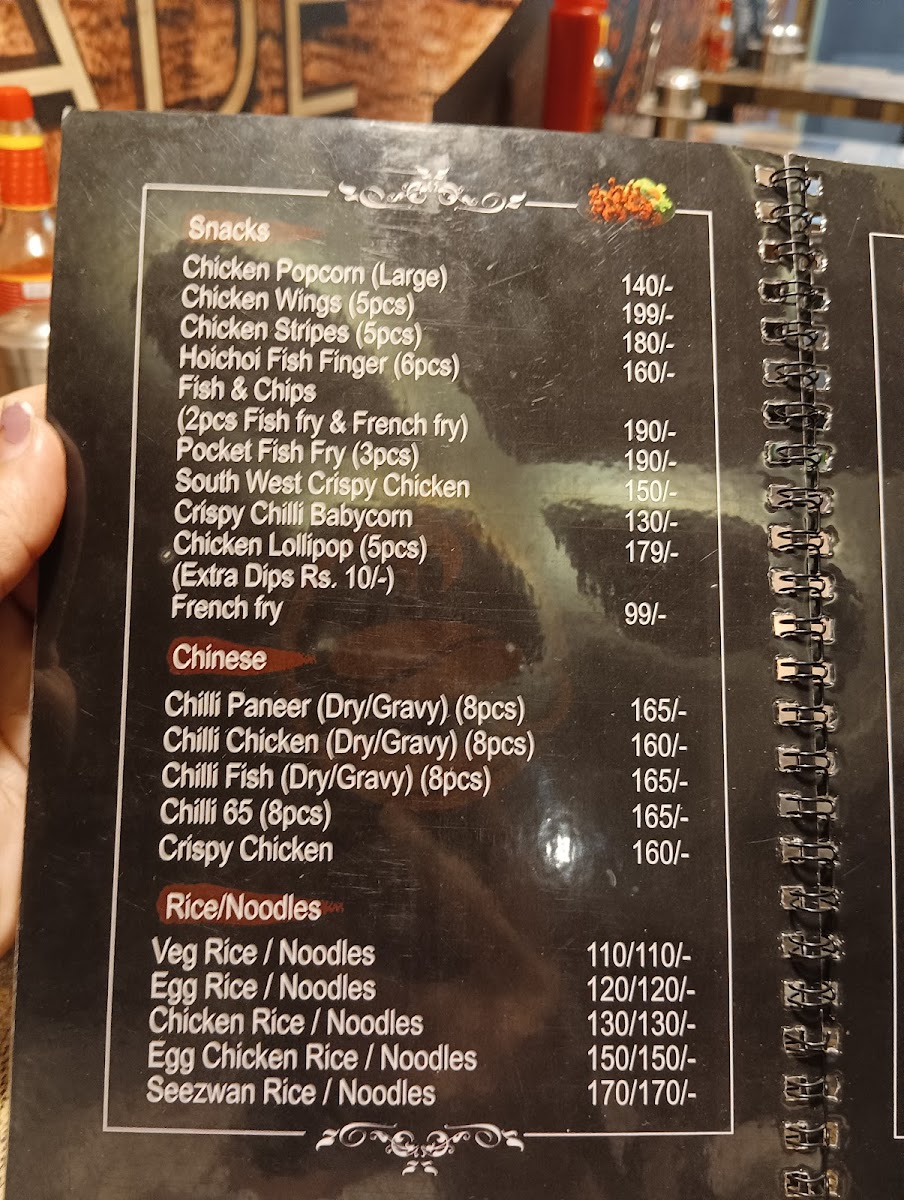 ADE
Snacks
Chicken Popcorn (Large) 140/-
Chicken Wings (5pcs) 199/-
Chicken Stripes (5pcs) 180/-
Hoichoi Fish Finger (6pcs) 160/-
Fish & Chips
(2pcs Fish fry & French fry) 190/-
Pocket Fish Fry (3pcs) 190/-
South West Crispy Chicken 150/-
Crispy Chilli Babycorn 130/-
Chicken Lollipop (5pcs) 179/-
(Extra Dips Rs. 10/-)
French fry 99/-
Chinese
Chilli Paneer (Dry/Gravy) (8pcs) 165/-
Chilli Chicken (Dry/Gravy) (8pcs) 160/-
Chilli Fish (Dry/Gravy) (8pcs) 165/-
Chilli 65 (8pcs) 165/-
Crispy Chicken 160/-
Rice/Noodles
Veg Rice / Noodles 110/110/-
Egg Rice / Noodles 120/120/-
Chicken Rice / Noodles 130/130/-
Egg Chicken Rice / Noodles 150/150/-
Seezwan Rice / Noodles 170/170/-